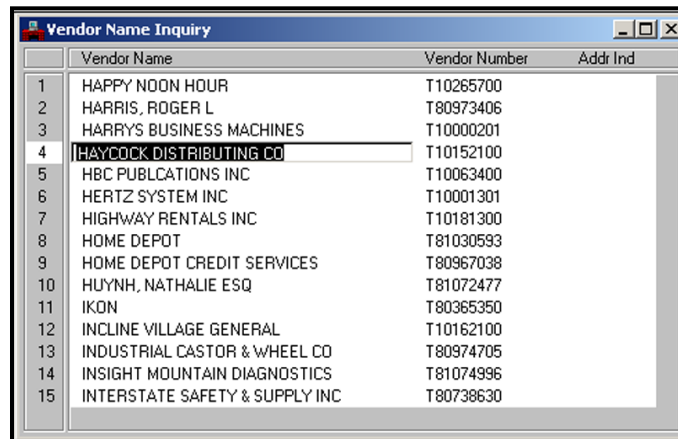 Vendor Name Inquiry
Vendor Name Vendor Number Addr Ind
1 HAPPY NOON HOUR T10265700
2 HARRIS, ROGER L T80973406
3 HARRYS BUSINESS MACHINES T10000201
4 HAYCOCK DISTRIBUTING CO T10152100
5 HBC PUBLCATIONS INC T10063400
6 HERTZ SYSTEM INC T10001301
7 HIGHWAY RENTALS INC T10181300
8 HOME DEPOT T81030593
9 HOME DEPOT CREDIT SERVICES T80967038
10 HUYNH, NATHALIE ESQ T81072477
11 IKON T80365350
12 INCLINE VILLAGE GENERAL T10162100
13 INDUSTRIAL CASTOR & WHEEL CO T80974705
14 INSIGHT MOUNTAIN DIAGNOSTICS T81074996
15 INTERSTATE SAFETY & SUPPLY INC T80738630